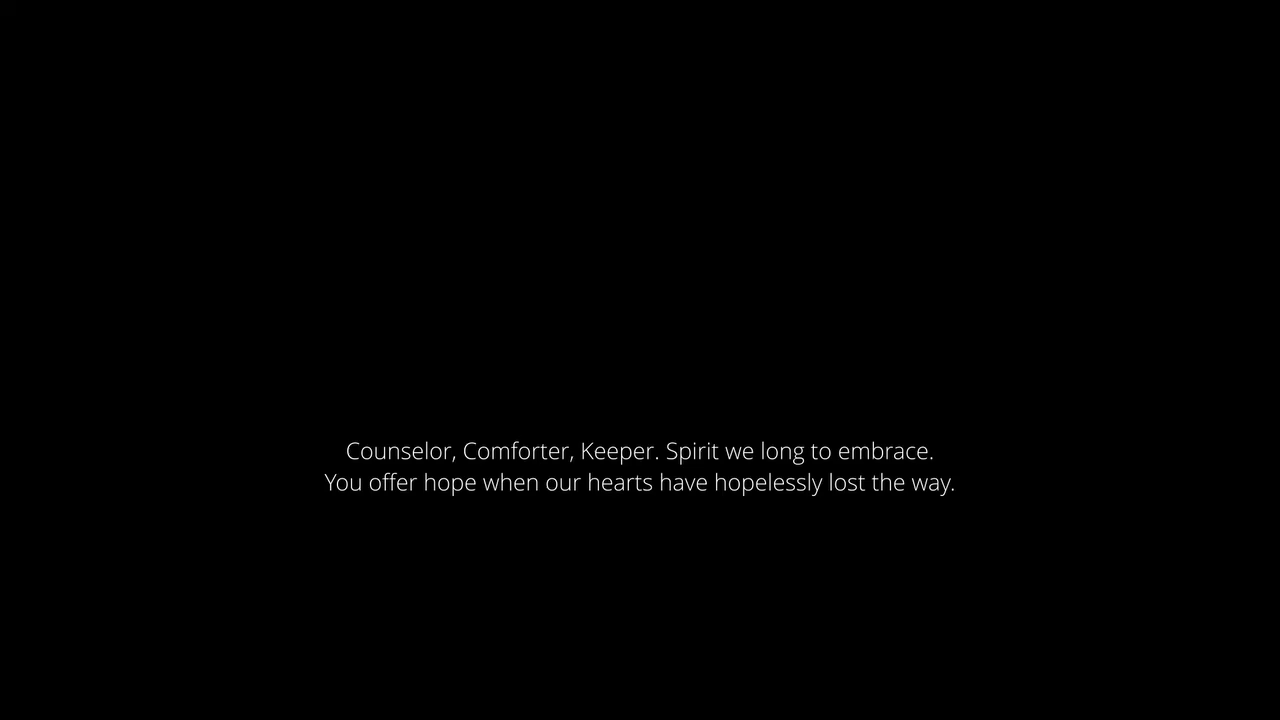 Counselor, Comforter, Keeper. Spirit we long to embrace.
You offer hope when our hearts have hopelessly lost the way.